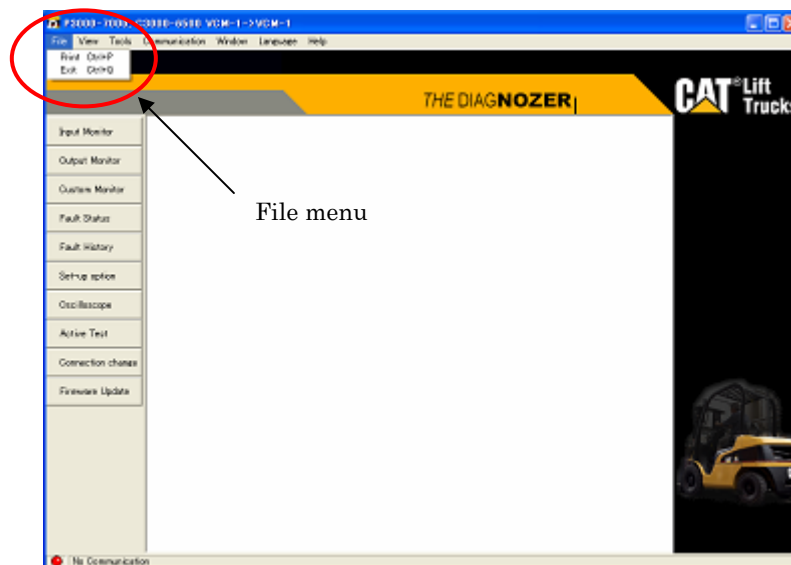 P3000-7000, C3000-6500 VCM-1->VCM-1
File View Tools Communication Window Language Help
Print Ctrl+P
Exit Ctrl+Q
THE DIAGNOZER
CAT® Lift Trucks
Input Monitor
Output Monitor
Custom Monitor
File menu
Fault Status
Fault History
Set-up option
Oscilloscope
Active Test
Connection change
Firmware Update
No Communication